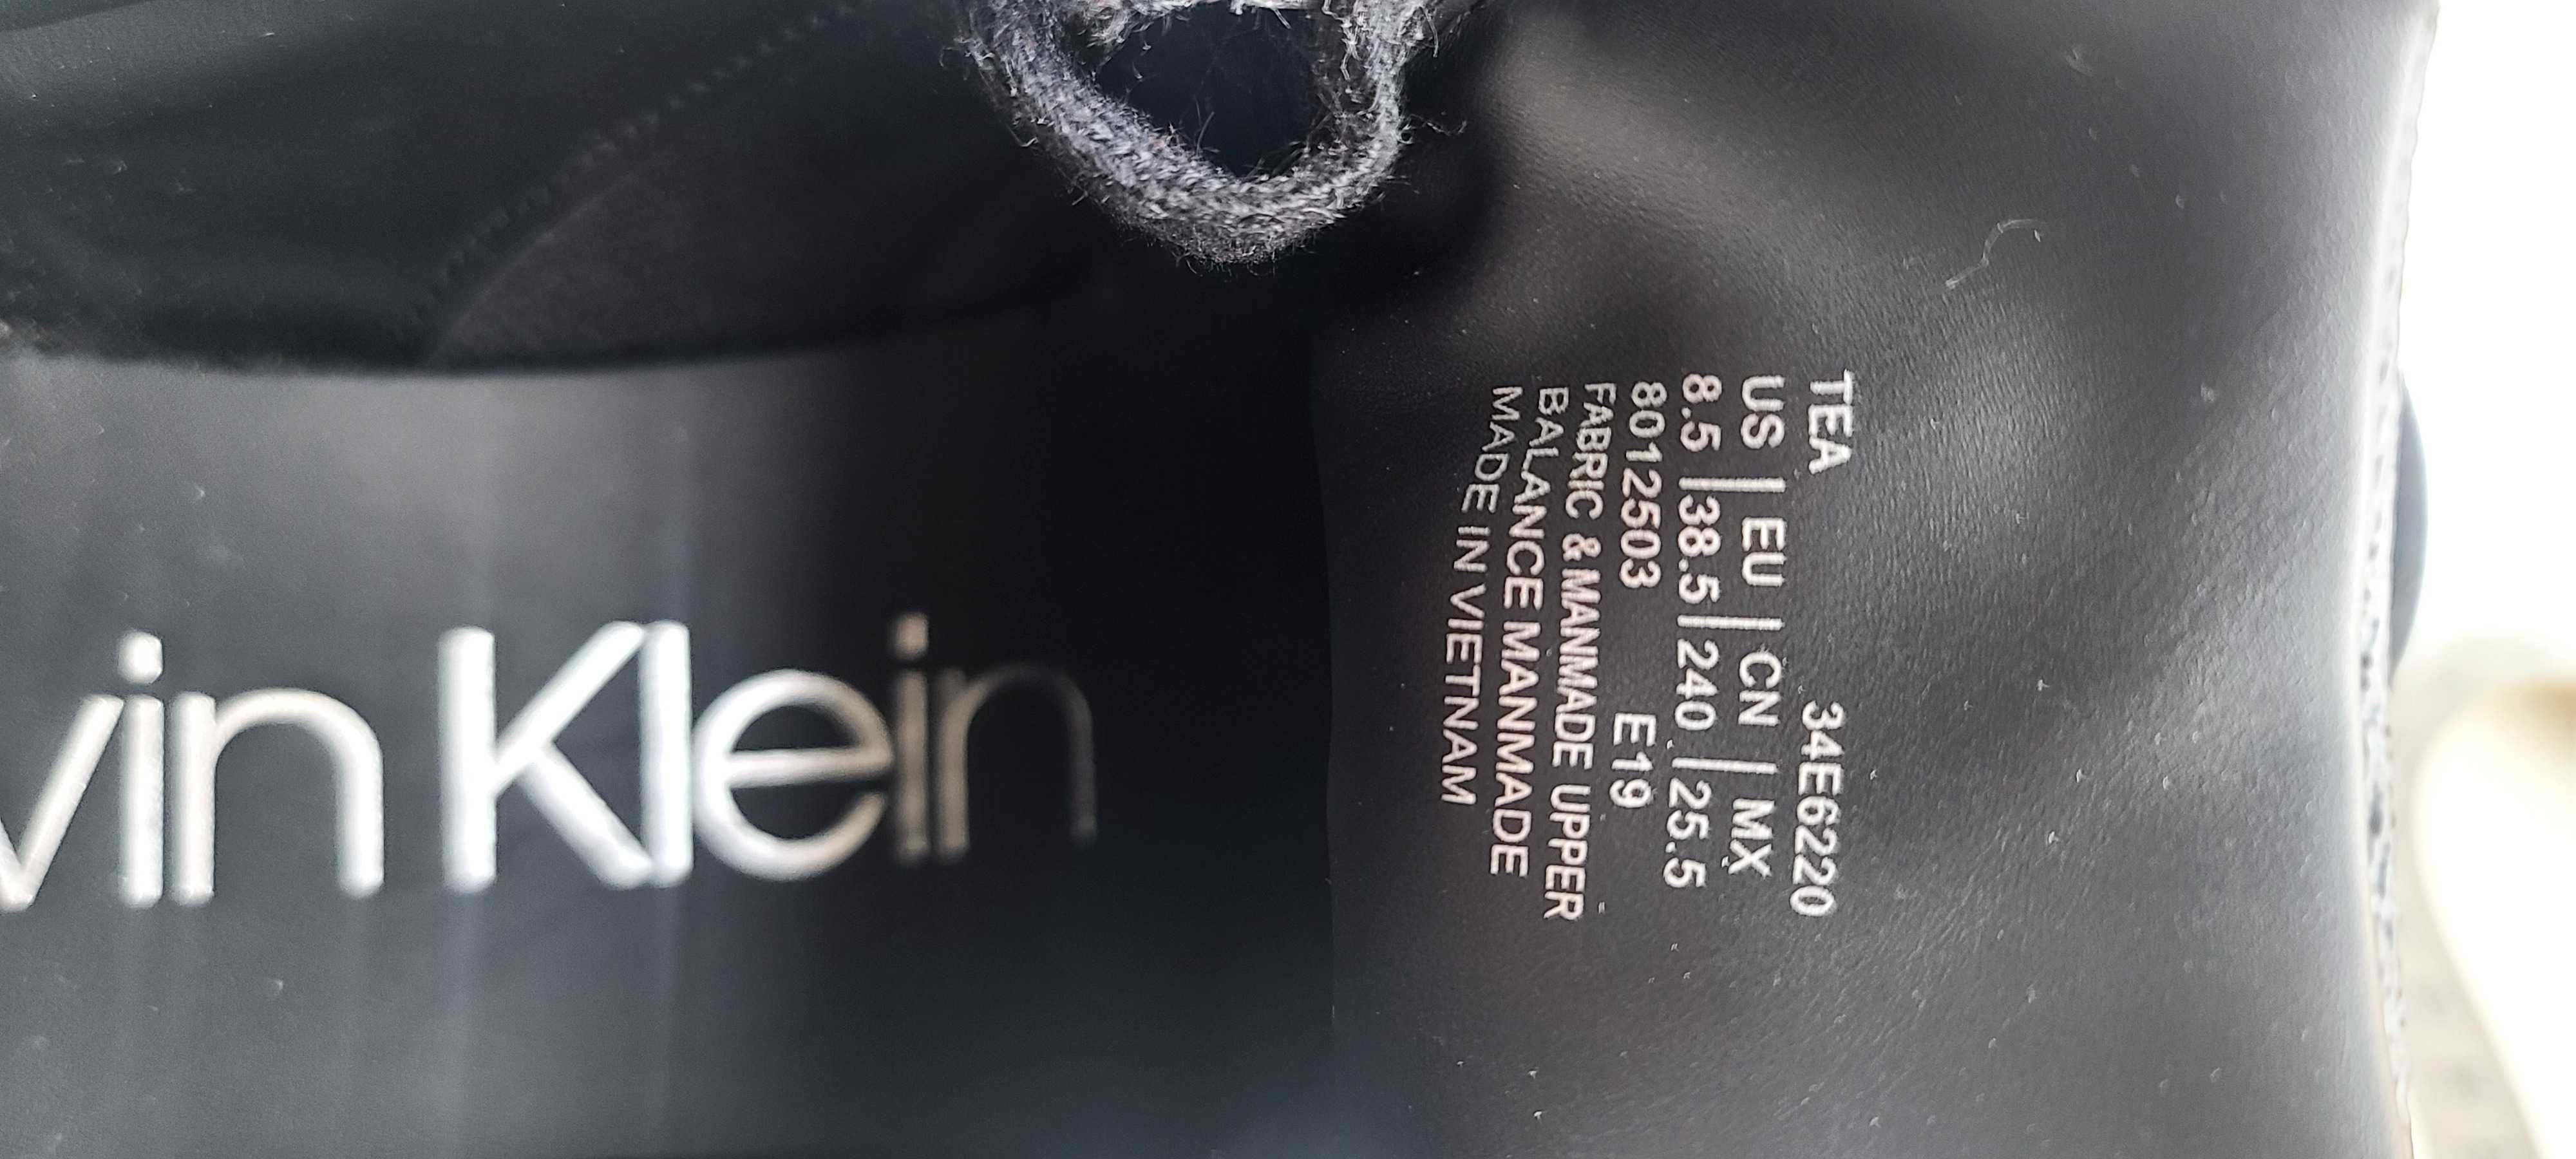 vin Klein
TEA 34E62220
US | EU | CN | MX
8.5 | 38.5 | 240 | 25.5
8012503 E19
FABRIC & MANMADE UPPER
BALANCE MANMADE
MADE IN VIETNAM